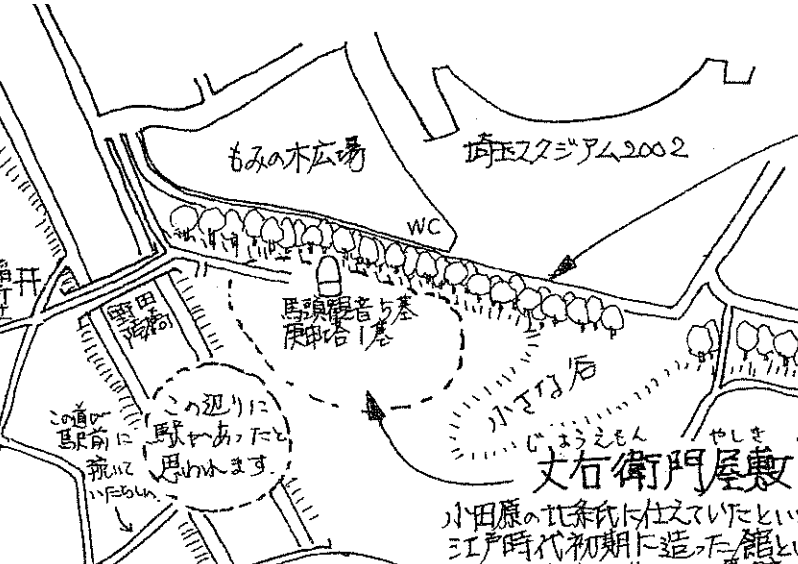 もみの木広場
埼玉スタジアム2002
WC
馬頭観音5基
庚申塔1基
野田
陸橋
この辺りに
駅があったと
思われます。
この道が
駅前に
続いて
いたらしい。
小さな沼
じょうえもん やしき
丈右衛門屋敷
小田原の北条氏に仕えていたとい
江戸時代初期に造った館とい